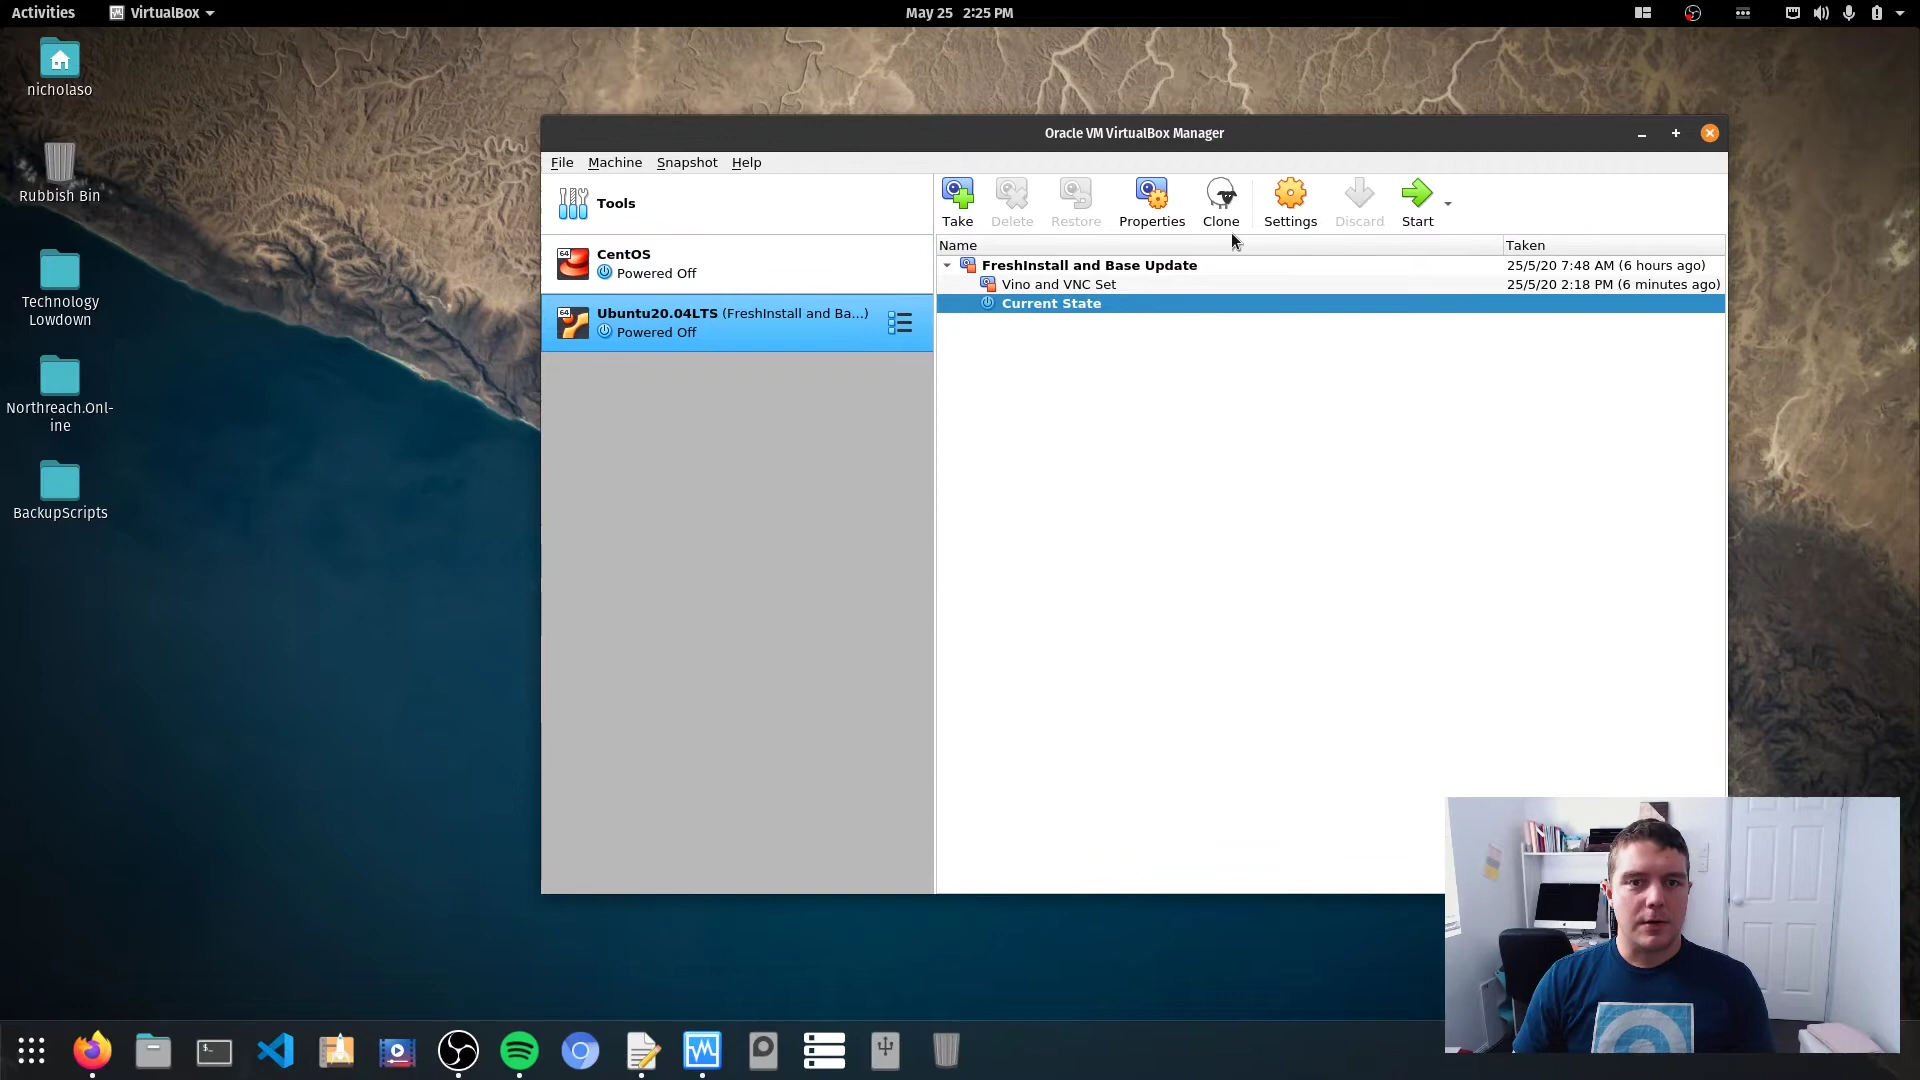 Activities
VirtualBox
May 25 2:25 PM
nicholaso
Rubbish Bin
Technology
Lowdown
Northreach.Onl-
ine
BackupScripts
Oracle VM VirtualBox Manager
File Machine Snapshot Help
Tools
64
CentOS
Powered Off
64
Ubuntu20.04LTS (FreshInstall and Ba...)
Powered Off
Take Delete Restore Properties Clone Settings Discard Start
Name Taken
FreshInstall and Base Update 25/5/20 7:48 AM (6 hours ago)
Vino and VNC Set 25/5/20 2:18 PM (6 minutes ago)
Current State
$_